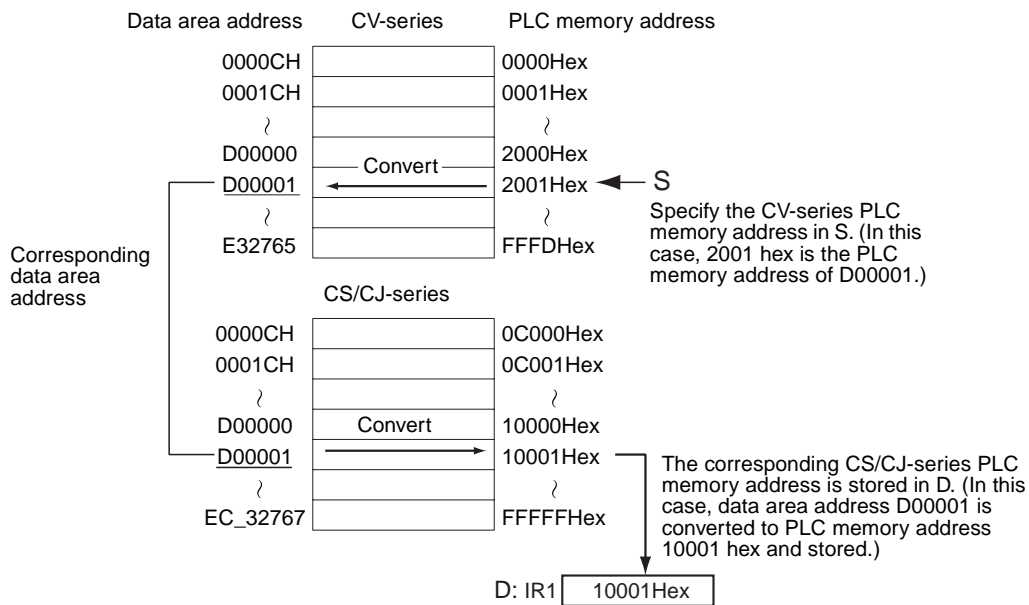 Data area address CV-series PLC memory address
0000CH 0000Hex
0001CH 0001Hex
~ ~
D00000 2000Hex
Convert
D00001 2001Hex S
~ ~
E32765 FFFDHex
Specify the CV-series PLC
memory address in S. (In this
case, 2001 hex is the PLC
memory address of D00001.)
Corresponding
data area
address
CS/CJ-series
0000CH 0C000Hex
0001CH 0C001Hex
~ ~
D00000 Convert 10000Hex
D00001 10001Hex
~ ~
EC_32767 FFFFFHex
The corresponding CS/CJ-series PLC
memory address is stored in D. (In this
case, data area address D00001 is
converted to PLC memory address
10001 hex and stored.)
D: IR1 10001Hex